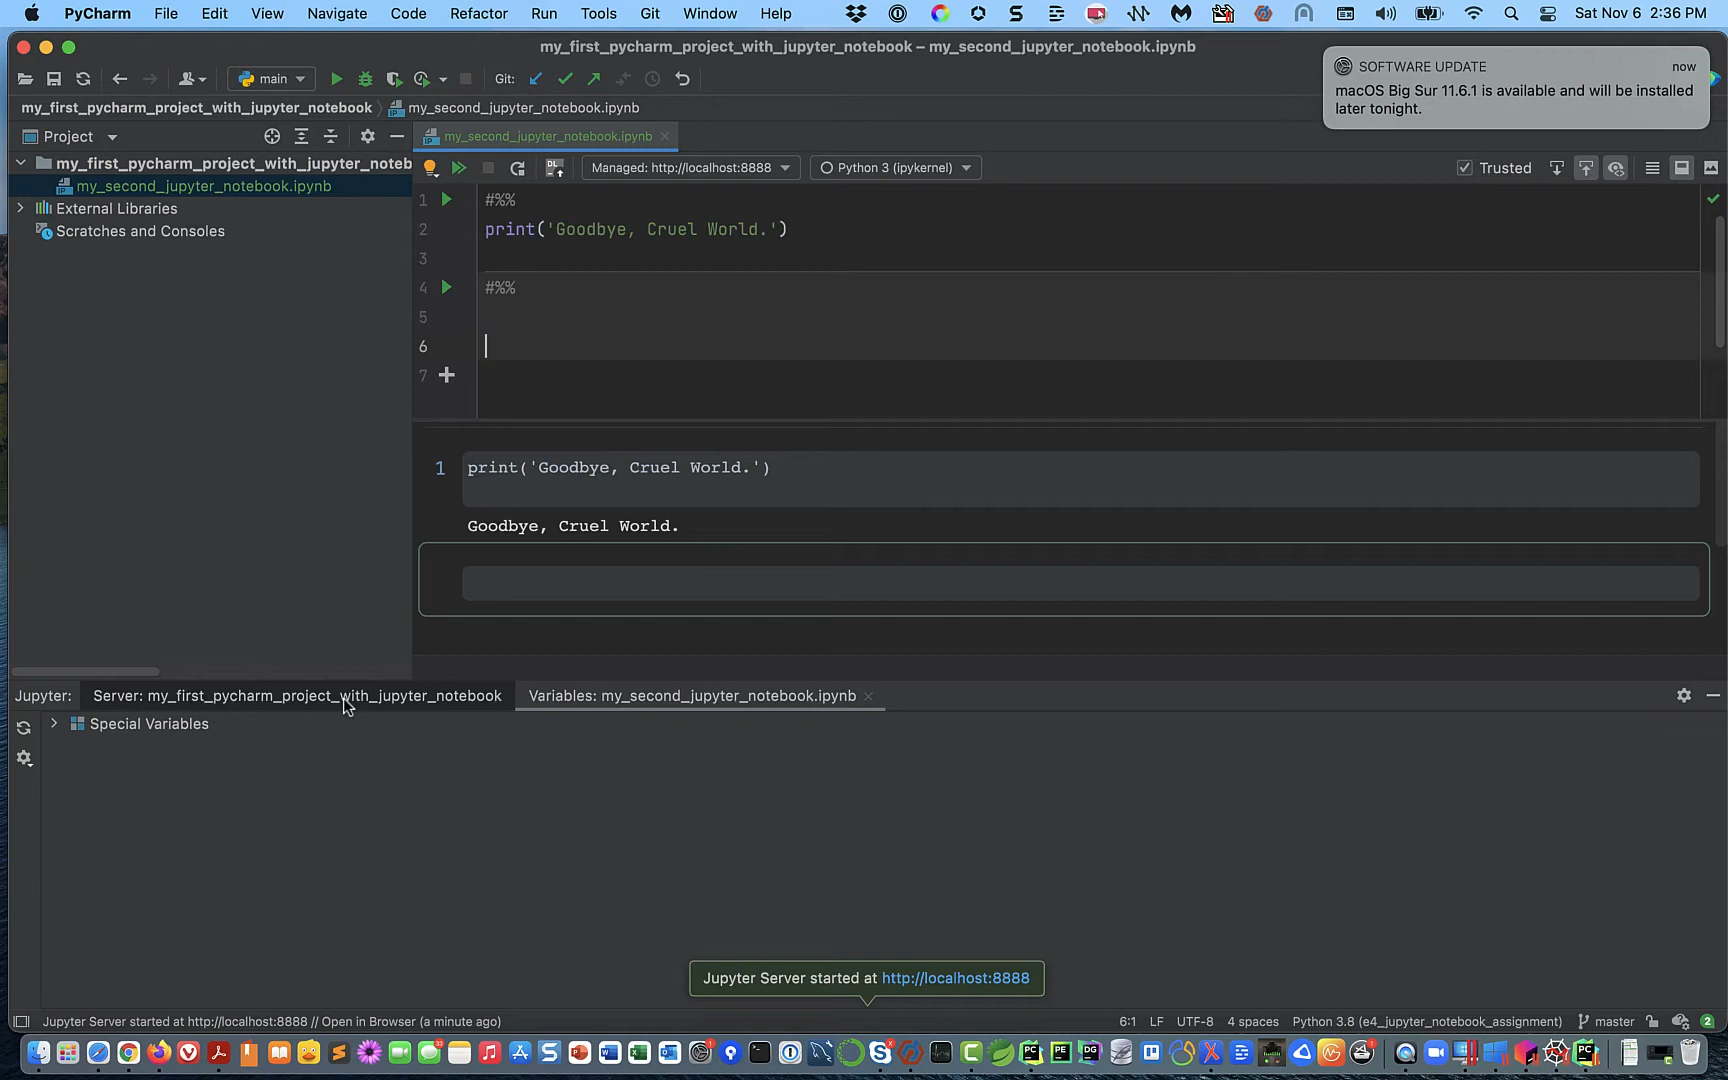 PyCharm File Edit View Navigate Code Refactor Run Tools Git Window Help Sat Nov 6 2:36 PM
my_first_pycharm_project_with_jupyter_notebook – my_second_jupyter_notebook.ipynb
SOFTWARE UPDATE now
macOS Big Sur 11.6.1 is available and will be installed
later tonight.
main Git:
my_first_pycharm_project_with_jupyter_notebook my_second_jupyter_notebook.ipynb
Project my_second_jupyter_notebook.ipynb
my_first_pycharm_project_with_jupyter_noteb
DL Managed: http://localhost:8888 Python 3 (ipykernel) Trusted
my_second_jupyter_notebook.ipynb
External Libraries
Scratches and Consoles
1 #%%
2 print('Goodbye, Cruel World.')
3
4 #%%
5
6
7
1 print('Goodbye, Cruel World.')
Goodbye, Cruel World.
Jupyter: Server: my_first_pycharm_project_with_jupyter_notebook Variables: my_second_jupyter_notebook.ipynb
Special Variables
Jupyter Server started at http://localhost:8888
Jupyter Server started at http://localhost:8888 // Open in Browser (a minute ago) 6:1 LF UTF-8 4 spaces Python 3.8 (e4_jupyter_notebook_assignment) master 2